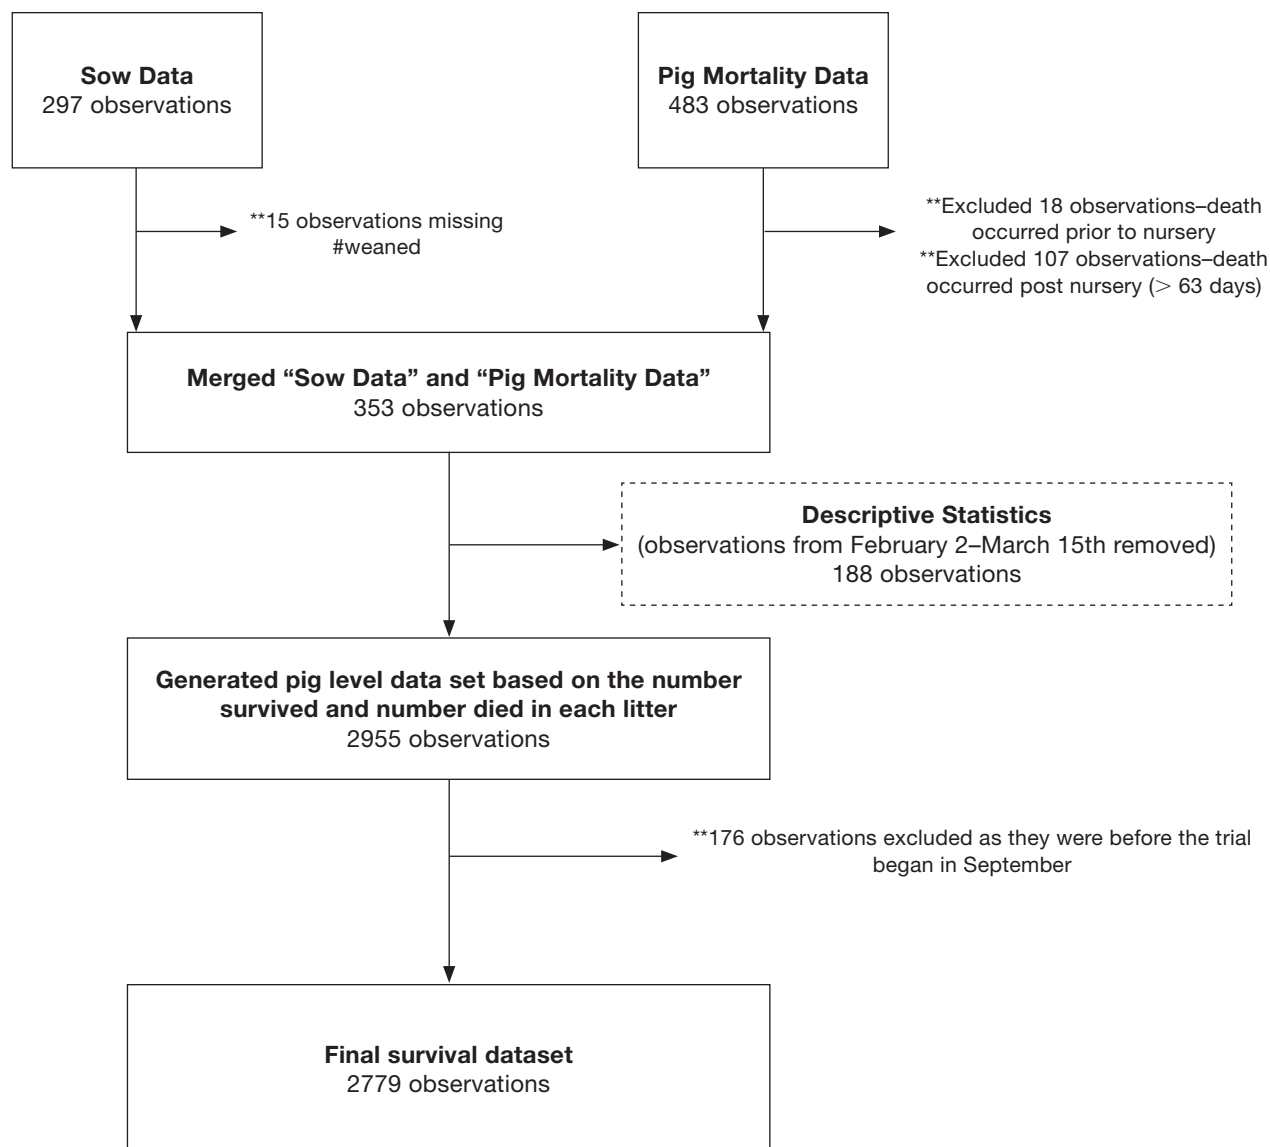 Sow Data
297 observations
Pig Mortality Data
483 observations
**15 observations missing
#weaned
**Excluded 18 observations–death
occurred prior to nursery
**Excluded 107 observations–death
occurred post nursery (> 63 days)
Merged “Sow Data” and “Pig Mortality Data”
353 observations
Descriptive Statistics
(observations from February 2–March 15th removed)
188 observations
Generated pig level data set based on the number
survived and number died in each litter
2955 observations
**176 observations excluded as they were before the trial
began in September
Final survival dataset
2779 observations